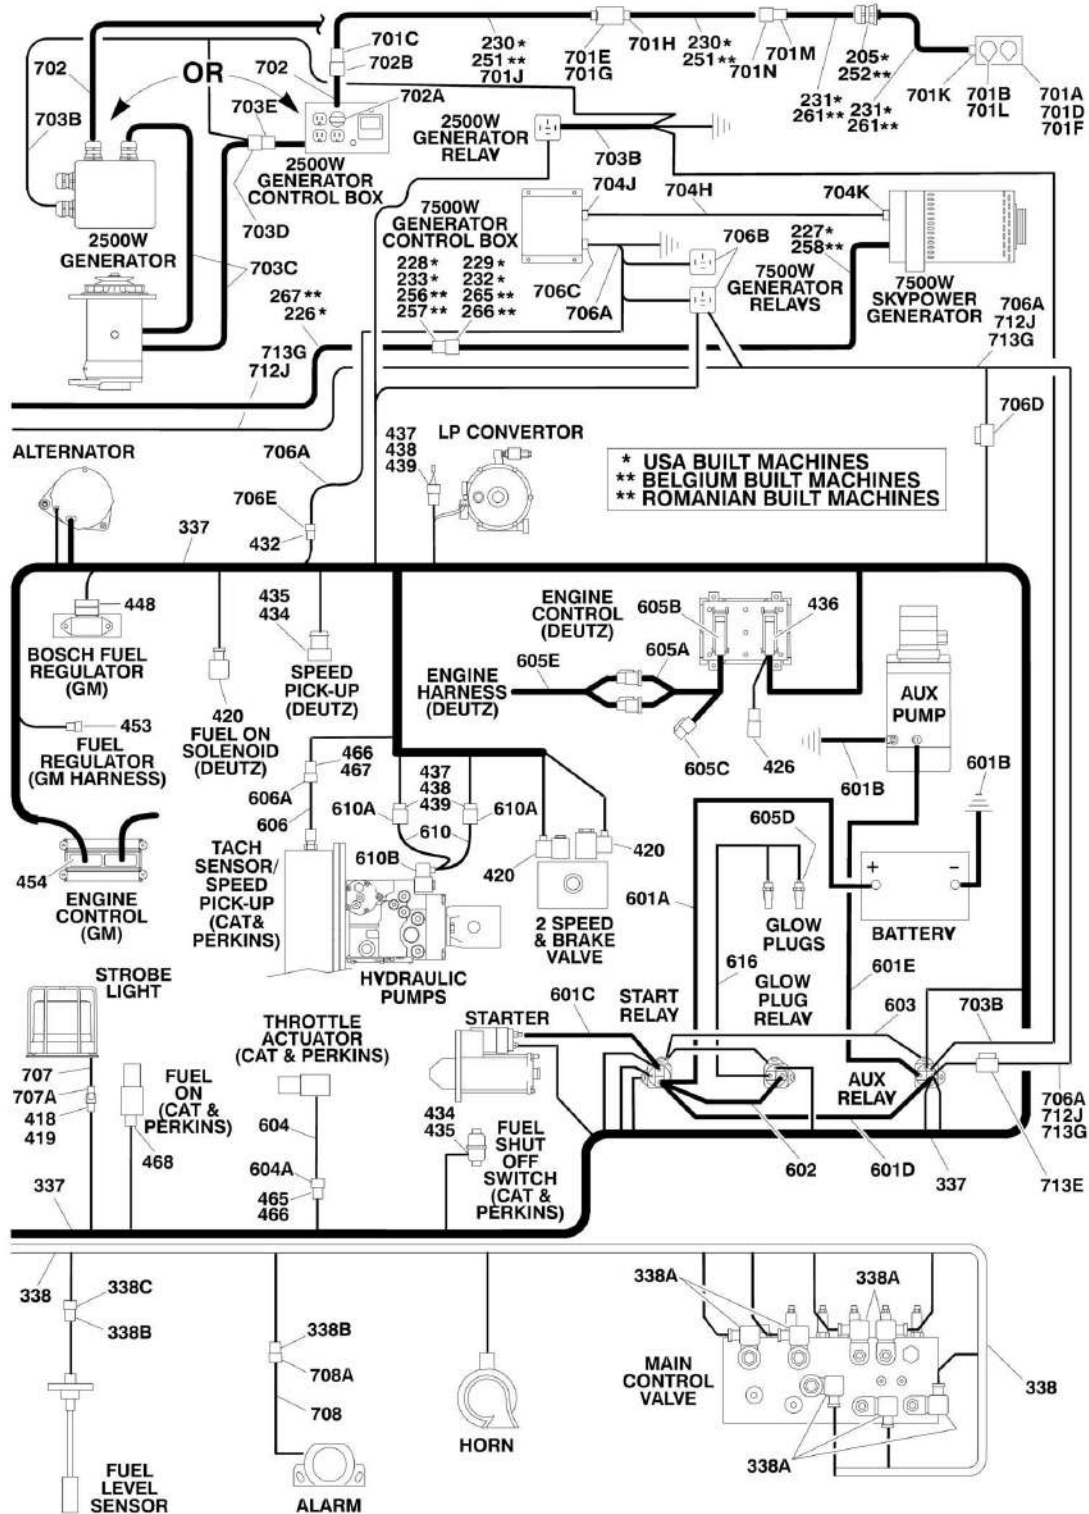 701C
702B
230*
251**
701J
701E
701G
701H
230*
251**
701N
701M
205*
252**
231*
261**
231*
261**
701K
701B
701L
701A
701D
701F
702
OR
702
702A
703B
703E
2500W
GENERATOR
CONTROL BOX
2500W
GENERATOR
RELAY
703B
703D
704J
704H
704K
2500W
GENERATOR
703C
7500W
GENERATOR
CONTROL BOX
228*
233*
256**
257**
229*
232*
265**
266**
706C
706A
706B
7500W
GENERATOR
RELAYS
227*
258**
7500W
SKYPOWER
GENERATOR
267**
226*
713G
712J
706A
712J
713G
706D
ALTERNATOR
706A
706E
432
337
437
438
439
LP CONVERTOR
* USA BUILT MACHINES
** BELGIUM BUILT MACHINES
** ROMANIAN BUILT MACHINES
448
BOSCH FUEL
REGULATOR
(GM)
453
FUEL
REGULATOR
(GM HARNESS)
420
FUEL ON
SOLENOID
(DEUTZ)
435
434
SPEED
PICK-UP
(DEUTZ)
ENGINE
CONTROL
(DEUTZ)
605B
436
605E
605A
ENGINE
HARNESS
(DEUTZ)
605C
426
AUX
PUMP
601B
601B
454
ENGINE
CONTROL
(GM)
466
467
606A
606
TACH
SENSOR/
SPEED
PICK-UP
(CAT&
PERKINS)
437
438
439
610A
610A
610
610B
HYDRAULIC
PUMPS
420
420
2 SPEED
& BRAKE
VALVE
601A
605D
GLOW
PLUGS
+
-
BATTERY
STROBE
LIGHT
707
707A
418
419
FUEL
ON
(CAT &
PERKINS)
468
THROTTLE
ACTUATOR
(CAT & PERKINS)
604
604A
465
466
STARTER
601C
START
RELAY
616
GLOW
PLUG
RELAY
601E
603
703B
AUX
RELAY
706A
712J
713G
434
435
FUEL
SHUT
OFF
SWITCH
(CAT &
PERKINS)
602
601D
337
713E
337
338
338C
338B
FUEL
LEVEL
SENSOR
338B
708A
708
ALARM
HORN
338A
338A
MAIN
CONTROL
VALVE
338A
338